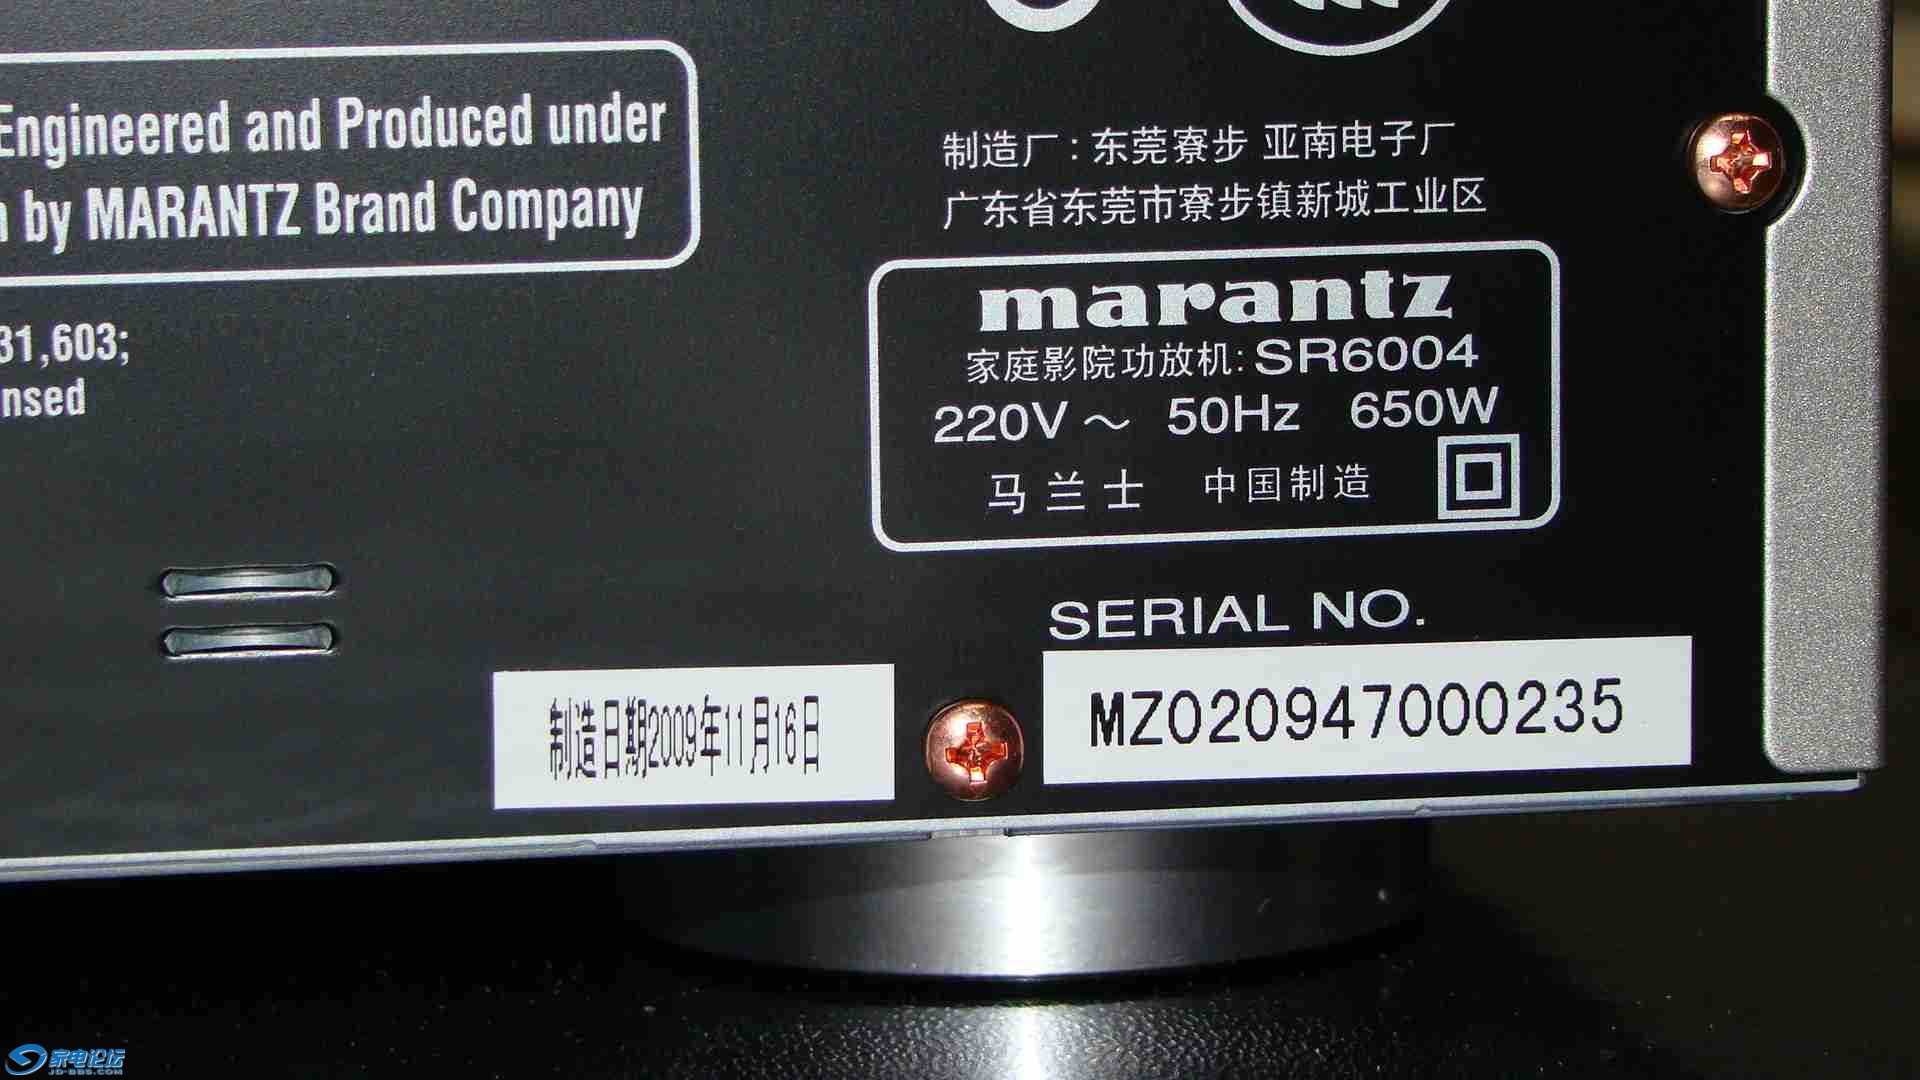 Engineered and Produced under
by MARANTZ Brand Company
31,603;
nsed
制造厂:东莞寮步 亚南电子厂
广东省东莞市寮步镇新城工业区
marantz
家庭影院功放机: SR6004
220V ～ 50Hz 650W
马兰士 中国制造
SERIAL NO.
制造日期2009年11月16日
MZ020947000235
家电论坛
JD-BBS.COM